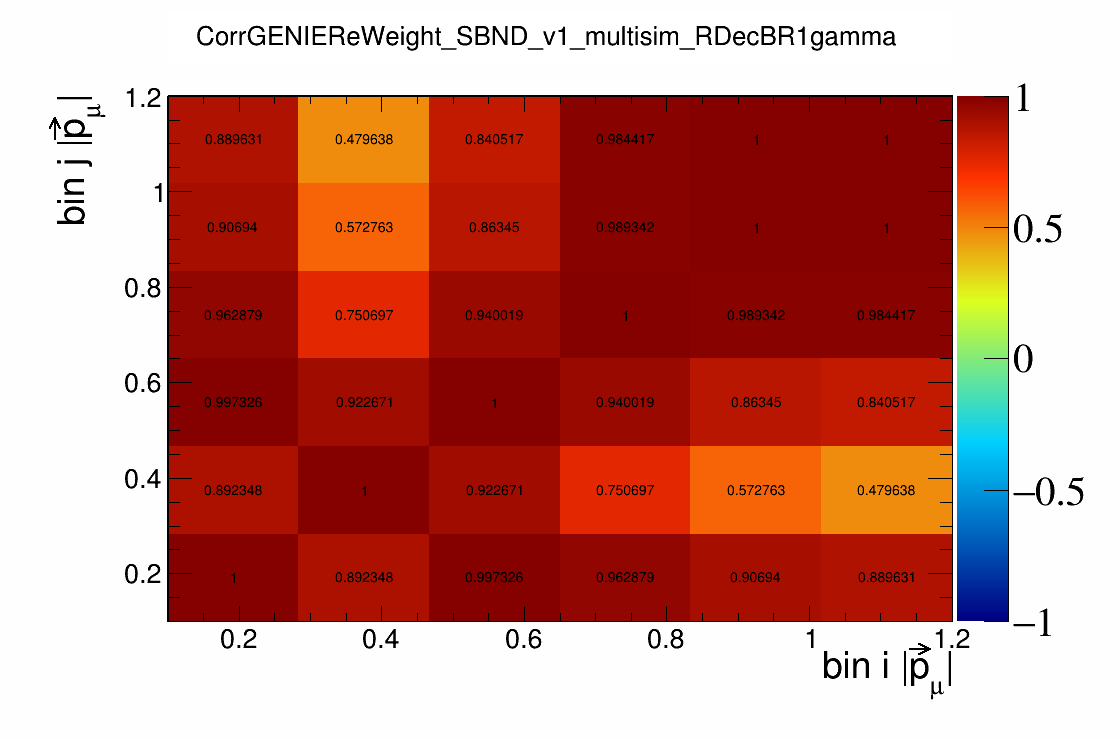 CorrGENIEReWeight_SBND_v1_multisim_RDecBR1gamma
bin j |p⃗_μ|
1.2
1
0.8
0.6
0.4
0.2
0.889631 0.479638 0.840517 0.984417 1 1
0.90694 0.572763 0.86345 0.989342 1 1
0.962879 0.750697 0.940019 1 0.989342 0.984417
0.997326 0.922671 1 0.940019 0.86345 0.840517
0.892348 1 0.922671 0.750697 0.572763 0.479638
1 0.892348 0.997326 0.962879 0.90694 0.889631
0.2 0.4 0.6 0.8 1 1.2
bin i |p⃗_μ|
1
0.5
0
−0.5
−1